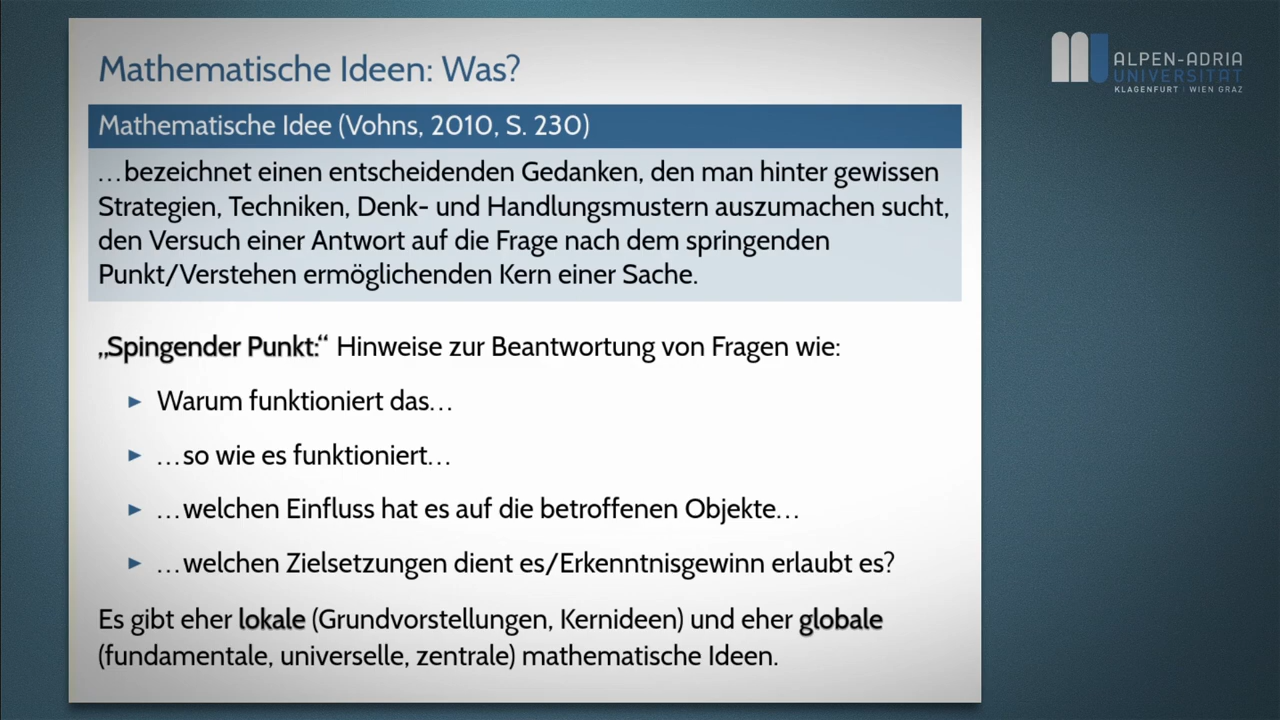 Mathematische Ideen: Was?
Mathematische Idee (Vohns, 2010, S. 230)
…bezeichnet einen entscheidenden Gedanken, den man hinter gewissen
Strategien, Techniken, Denk- und Handlungsmustern auszumachen sucht,
den Versuch einer Antwort auf die Frage nach dem springenden
Punkt/Verstehen ermöglichenden Kern einer Sache.
„Spingender Punkt:“ Hinweise zur Beantwortung von Fragen wie:
▶ Warum funktioniert das…
▶ …so wie es funktioniert…
▶ …welchen Einfluss hat es auf die betroffenen Objekte…
▶ …welchen Zielsetzungen dient es/Erkenntnisgewinn erlaubt es?
Es gibt eher lokale (Grundvorstellungen, Kernideen) und eher globale
(fundamentale, universelle, zentrale) mathematische Ideen.
ALPEN-ADRIA
UNIVERSITÄT
KLAGENFURT | WIEN GRAZ